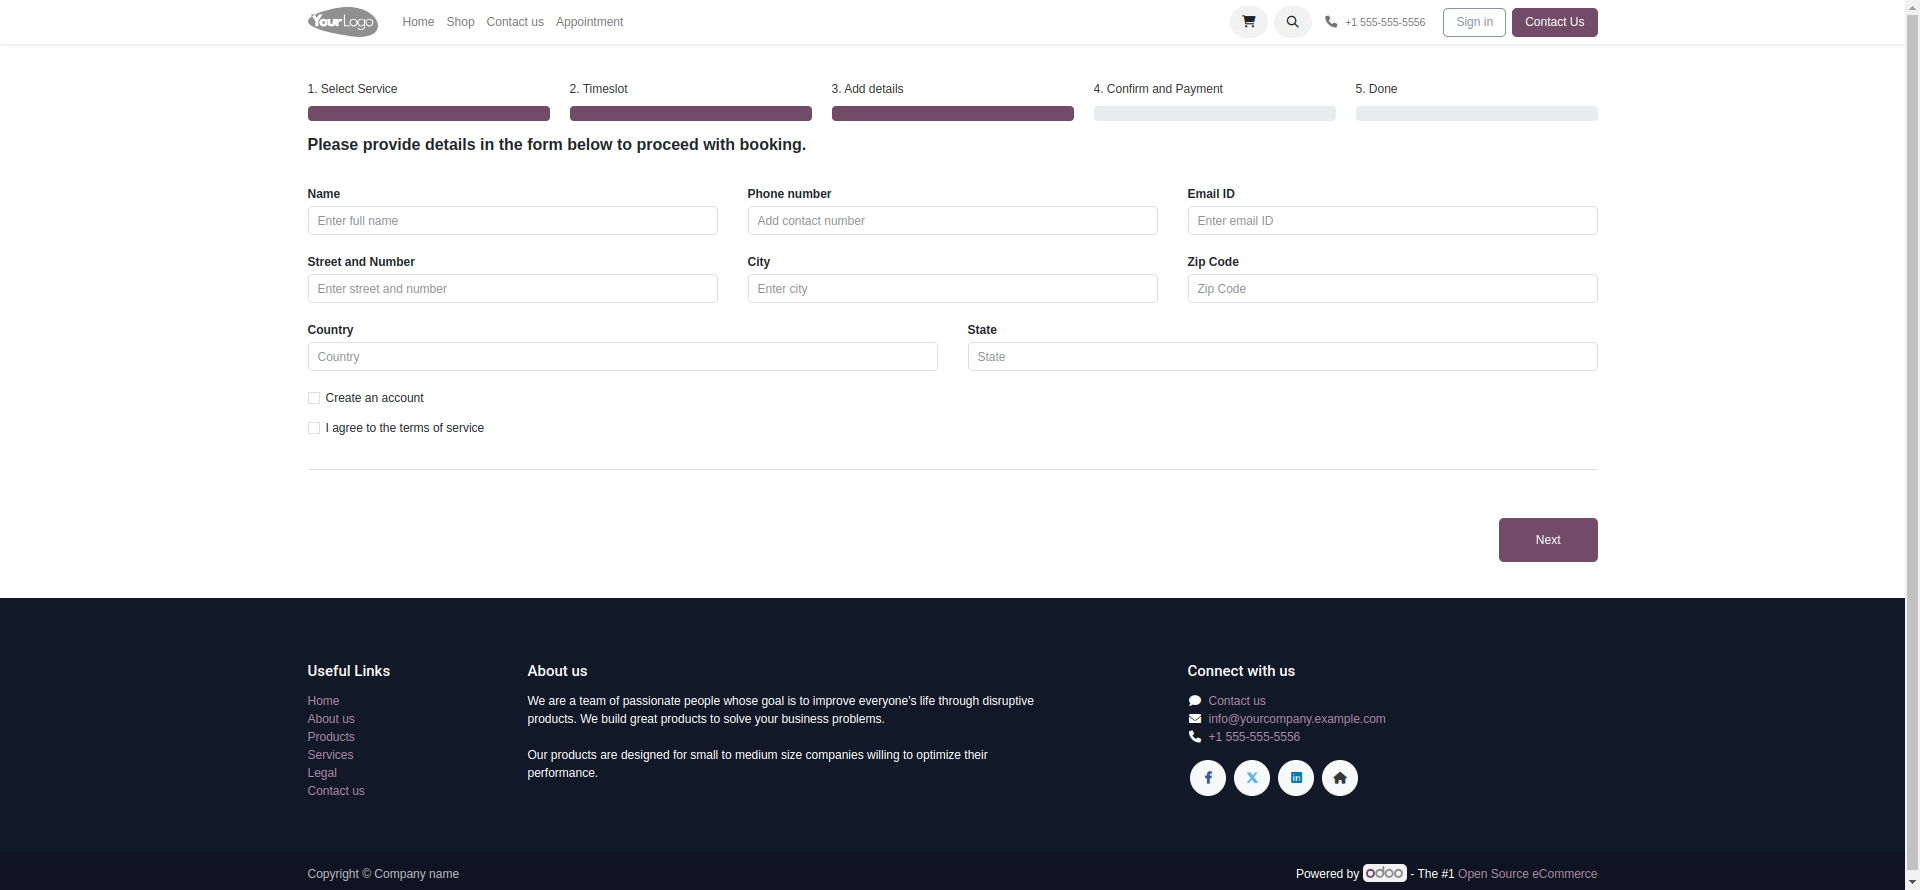 YourLogo
Home Shop Contact us Appointment
+1 555-555-5556
Sign in
Contact Us
1. Select Service
2. Timeslot
3. Add details
4. Confirm and Payment
5. Done
Please provide details in the form below to proceed with booking.
Name
Enter full name
Phone number
Add contact number
Email ID
Enter email ID
Street and Number
Enter street and number
City
Enter city
Zip Code
Zip Code
Country
Country
State
State
Create an account
I agree to the terms of service
Next
Useful Links
Home
About us
Products
Services
Legal
Contact us
About us
We are a team of passionate people whose goal is to improve everyone's life through disruptive
products. We build great products to solve your business problems.
Our products are designed for small to medium size companies willing to optimize their
performance.
Connect with us
Contact us
info@yourcompany.example.com
+1 555-555-5556
Copyright © Company name
Powered by odoo - The #1 Open Source eCommerce